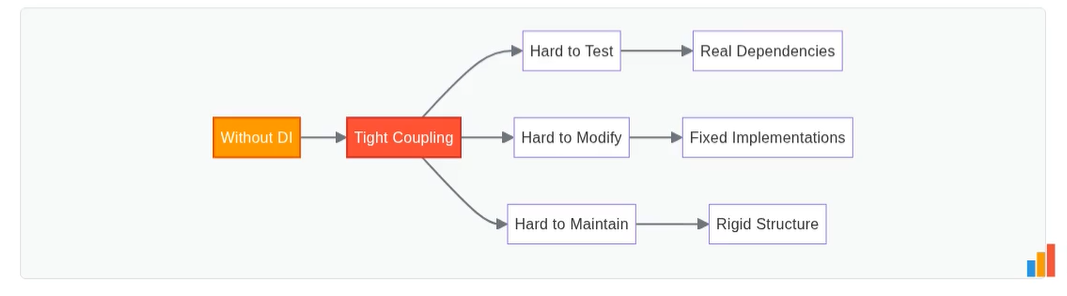 Without DI
Tight Coupling
Hard to Test
Real Dependencies
Hard to Modify
Fixed Implementations
Hard to Maintain
Rigid Structure